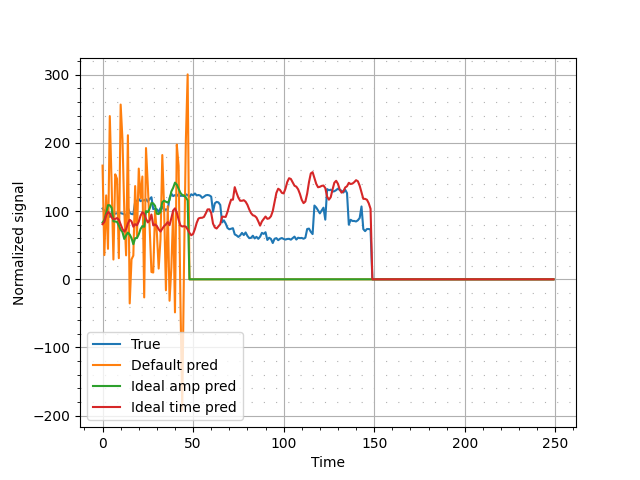 300
200
100
0
−100
−200
Normalized signal
True
Default pred
Ideal amp pred
Ideal time pred
0
50
100
150
200
250
Time